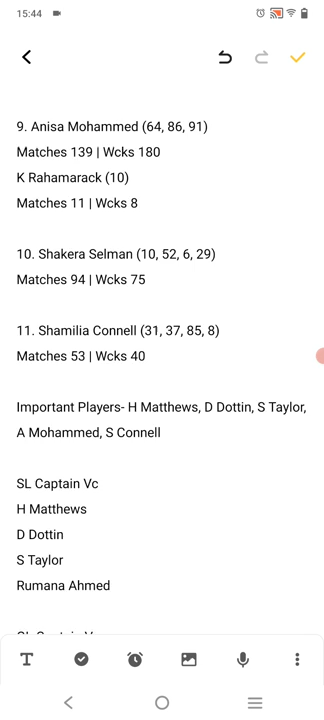 15:44
9. Anisa Mohammed (64, 86, 91)
Matches 139 | Wcks 180
K Rahamarack (10)
Matches 11 | Wcks 8
10. Shakera Selman (10, 52, 6, 29)
Matches 94 | Wcks 75
11. Shamilia Connell (31, 37, 85, 8)
Matches 53 | Wcks 40
Important Players- H Matthews, D Dottin, S Taylor,
A Mohammed, S Connell
SL Captain Vc
H Matthews
D Dottin
S Taylor
Rumana Ahmed
T